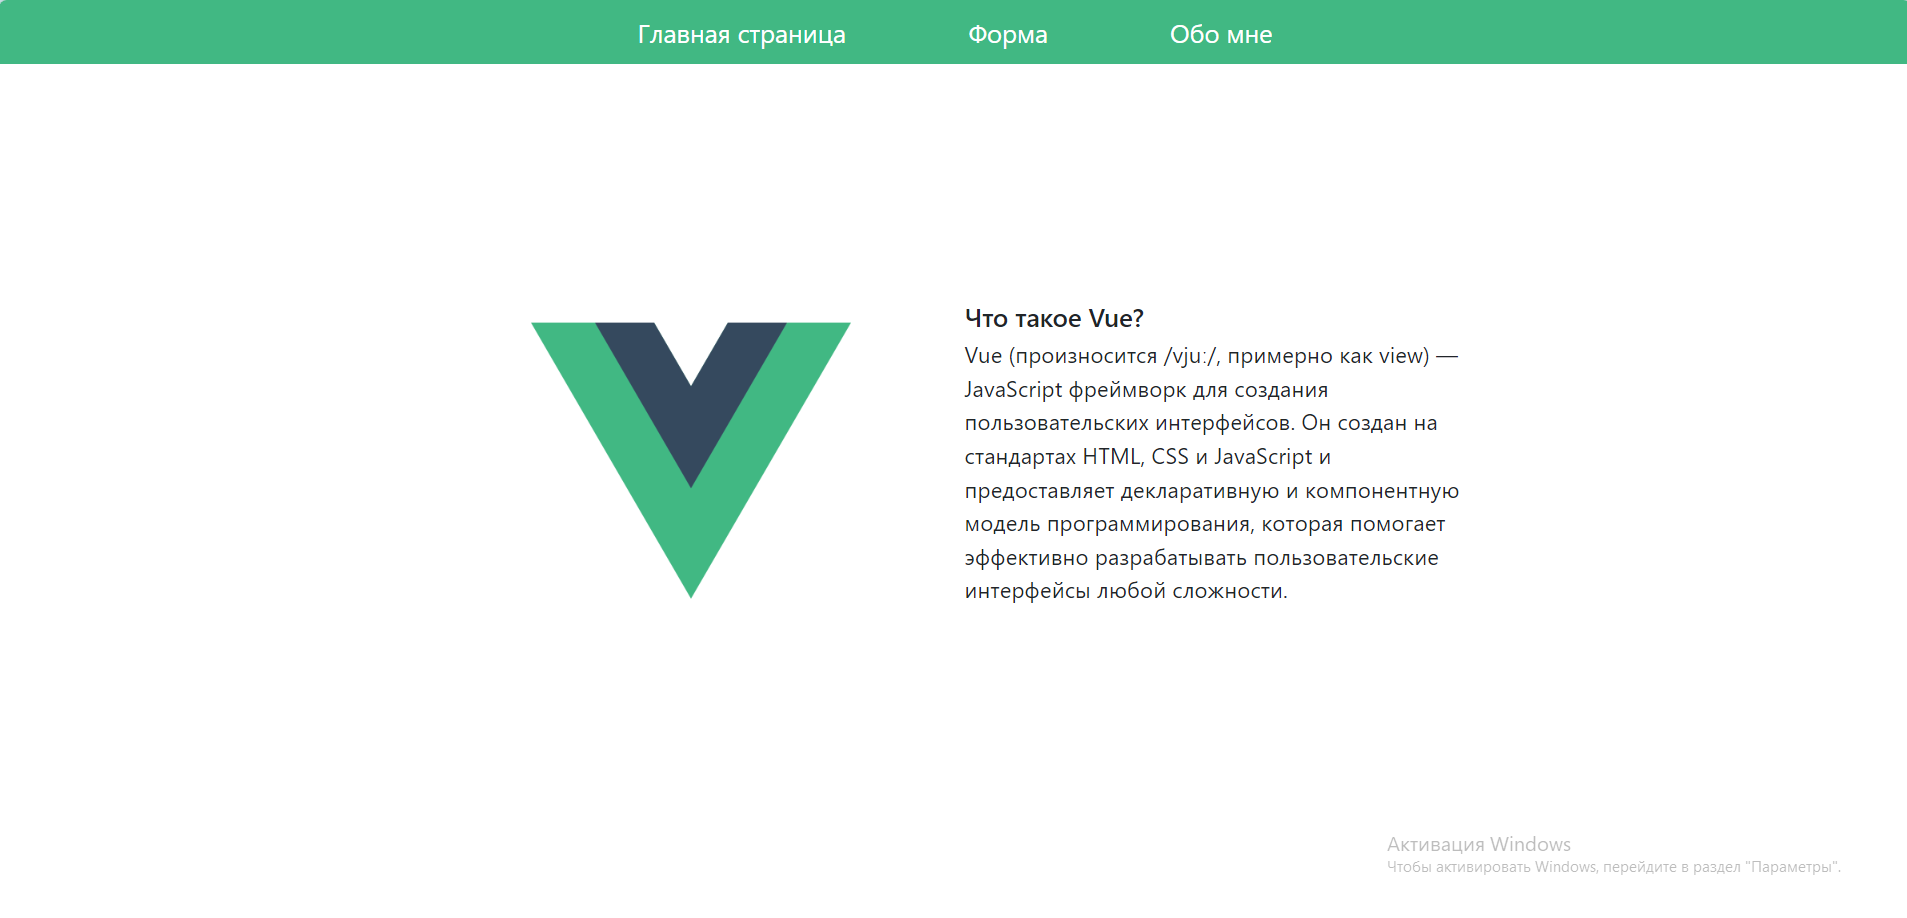 Главная страница Форма Обо мне
Что такое Vue?
Vue (произносится /vjuː/, примерно как view) —
JavaScript фреймворк для создания
пользовательских интерфейсов. Он создан на
стандартах HTML, CSS и JavaScript и
предоставляет декларативную и компонентную
модель программирования, которая помогает
эффективно разрабатывать пользовательские
интерфейсы любой сложности.
Активация Windows
Чтобы активировать Windows, перейдите в раздел "Параметры".